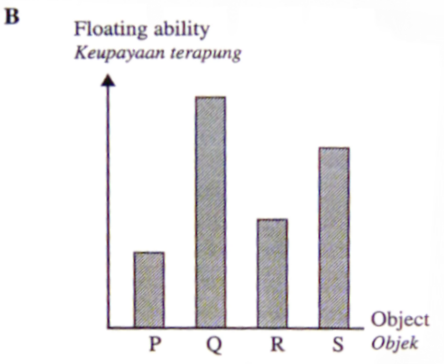 B
Floating ability
Keupayaan terapung
P Q R S
Object
Objek